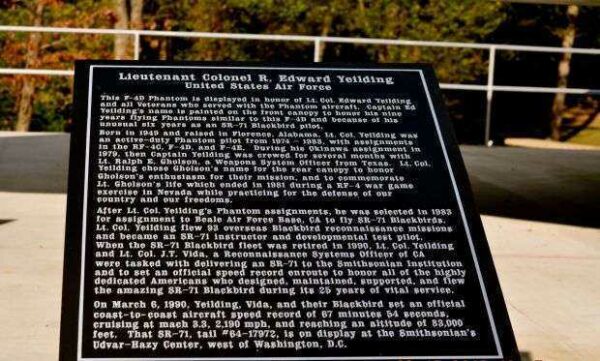 Lieutenant Colonel R. Edward Yeilding
United States Air Force
This F-4D Phantom is displayed in honor of Lt. Col. Edward Yeilding
and all Veterans who served with the Phantom aircraft. Captain Ed
Yeilding's name is painted on the front canopy to honor his nine
years flying Phantoms similar to this F-4D and because of his
unusual six years as an SR-71 Blackbird pilot.
Born in 1949 and raised in Florence, Alabama, Lt. Col. Yeilding was
an active-duty Phantom pilot from 1974 - 1983, with assignments
in the RF-4C, F-4D, and F-4E. During his Okinawa assignment in
1979, then Captain Yeilding was crewed for several months with
Lt. Ralph E. Gholson, a Weapons System Officer from Texas. Lt. Col.
Yeilding chose Gholson's name for the rear canopy to honor
Gholson's enthusiasm for their mission, and to commemorate
Lt. Gholson's life which ended in 1981 during a RF-4 war game
exercise in Nevada while practicing for the defense of our
country and our freedoms.
After Lt. Col. Yeilding's Phantom assignments, he was selected in 1983
for assignment to Beale Air Force Base, CA to fly SR-71 Blackbirds.
Lt. Col. Yeilding flew 93 overseas Blackbird reconnaissance missions
and became an SR-71 instructor and developmental test pilot.
When the SR-71 Blackbird fleet was retired in 1990, Lt. Col. Yeilding
and Lt. Col. J.T. Vida, a Reconnaissance Systems Officer of CA
were tasked with delivering an SR-71 to the Smithsonian Institution
and to set an official speed record enroute to honor all of the highly
dedicated Americans who designed, maintained, supported, and flew
the amazing SR-71 Blackbird during its 25 years of vital service.
On March 6, 1990, Yeilding, Vida, and their Blackbird set an official
coast-to-coast aircraft speed record of 67 minutes 54 seconds,
cruising at mach 3.3, 2,190 mph, and reaching an altitude of 83,000
feet. That SR-71, tail #64-17972, is on display at the Smithsonian's
Udvar-Hazy Center, west of Washington, D.C.